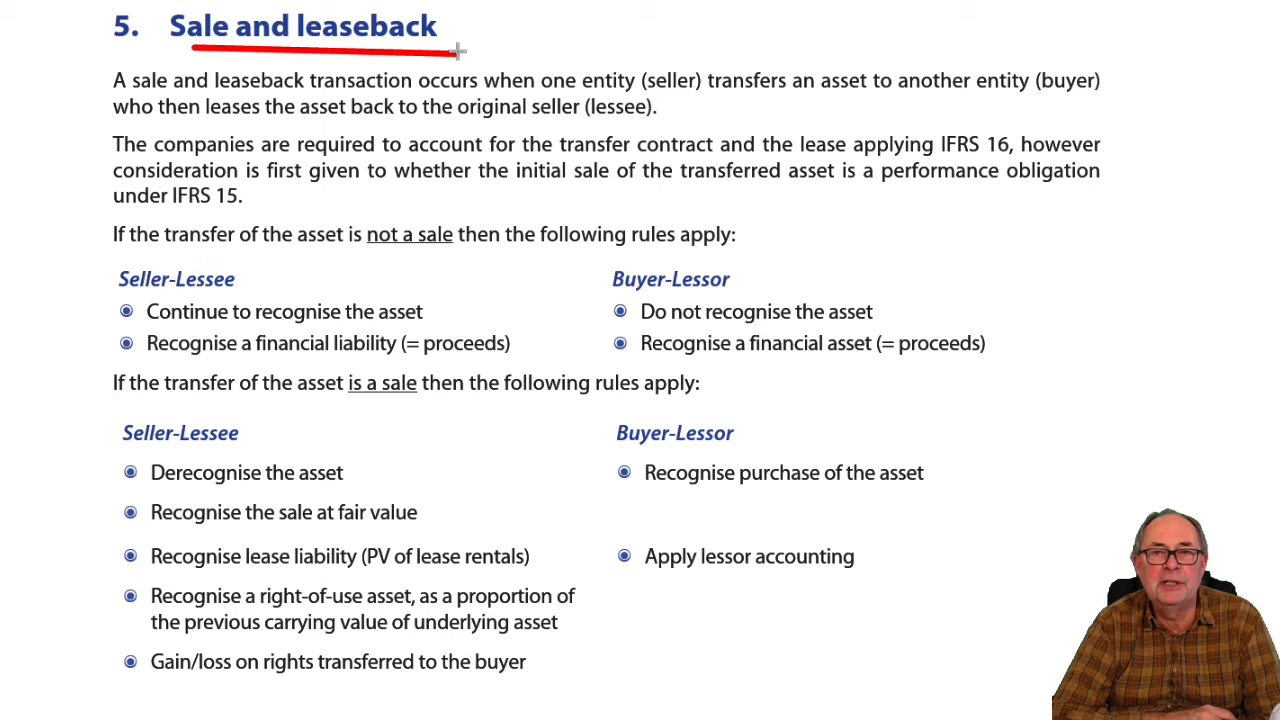 5. Sale and leaseback
A sale and leaseback transaction occurs when one entity (seller) transfers an asset to another entity (buyer)
who then leases the asset back to the original seller (lessee).
The companies are required to account for the transfer contract and the lease applying IFRS 16, however
consideration is first given to whether the initial sale of the transferred asset is a performance obligation
under IFRS 15.
If the transfer of the asset is not a sale then the following rules apply:
Seller-Lessee
Continue to recognise the asset
Recognise a financial liability (= proceeds)
Buyer-Lessor
Do not recognise the asset
Recognise a financial asset (= proceeds)
If the transfer of the asset is a sale then the following rules apply:
Seller-Lessee
Derecognise the asset
Recognise the sale at fair value
Recognise lease liability (PV of lease rentals)
Recognise a right-of-use asset, as a proportion of
the previous carrying value of underlying asset
Gain/loss on rights transferred to the buyer
Buyer-Lessor
Recognise purchase of the asset
Apply lessor accounting